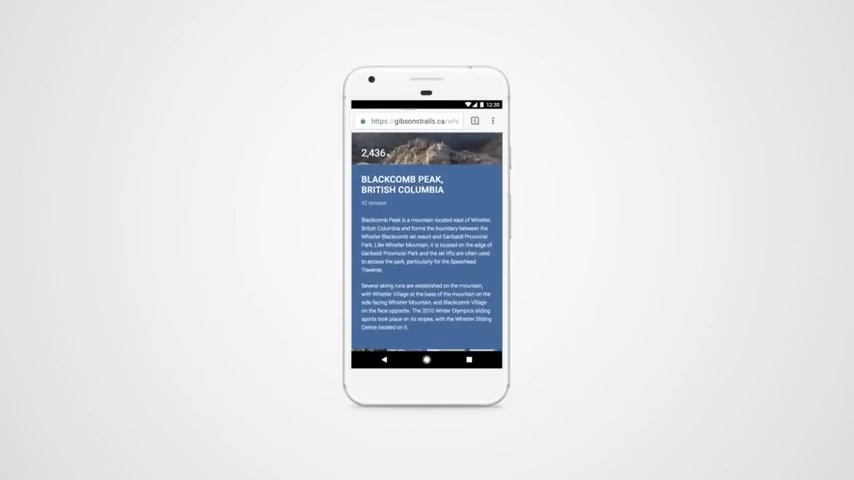 12:30
https://gibsonstrails.ca/whi
2,436
BLACKCOMB PEAK,
BRITISH COLUMBIA
42 reviews
Blackcomb Peak is a mountain located east of Whistler,
British Columbia and forms the boundary between the
Whistler Blackcomb ski resort and Garibaldi Provincial
Park. Like Whistler Mountain, it is located on the edge of
Garibaldi Provincial Park and the ski lifts are often used
to access the park, particularly for the Spearhead
Traverse.
Several skiing runs are established on the mountain,
with Whistler Village at the base of the mountain on the
side facing Whistler Mountain, and Blackcomb Village
on the face opposite. The 2010 Winter Olympics sliding
sports took place on its slopes, with the Whistler Sliding
Centre located on it.